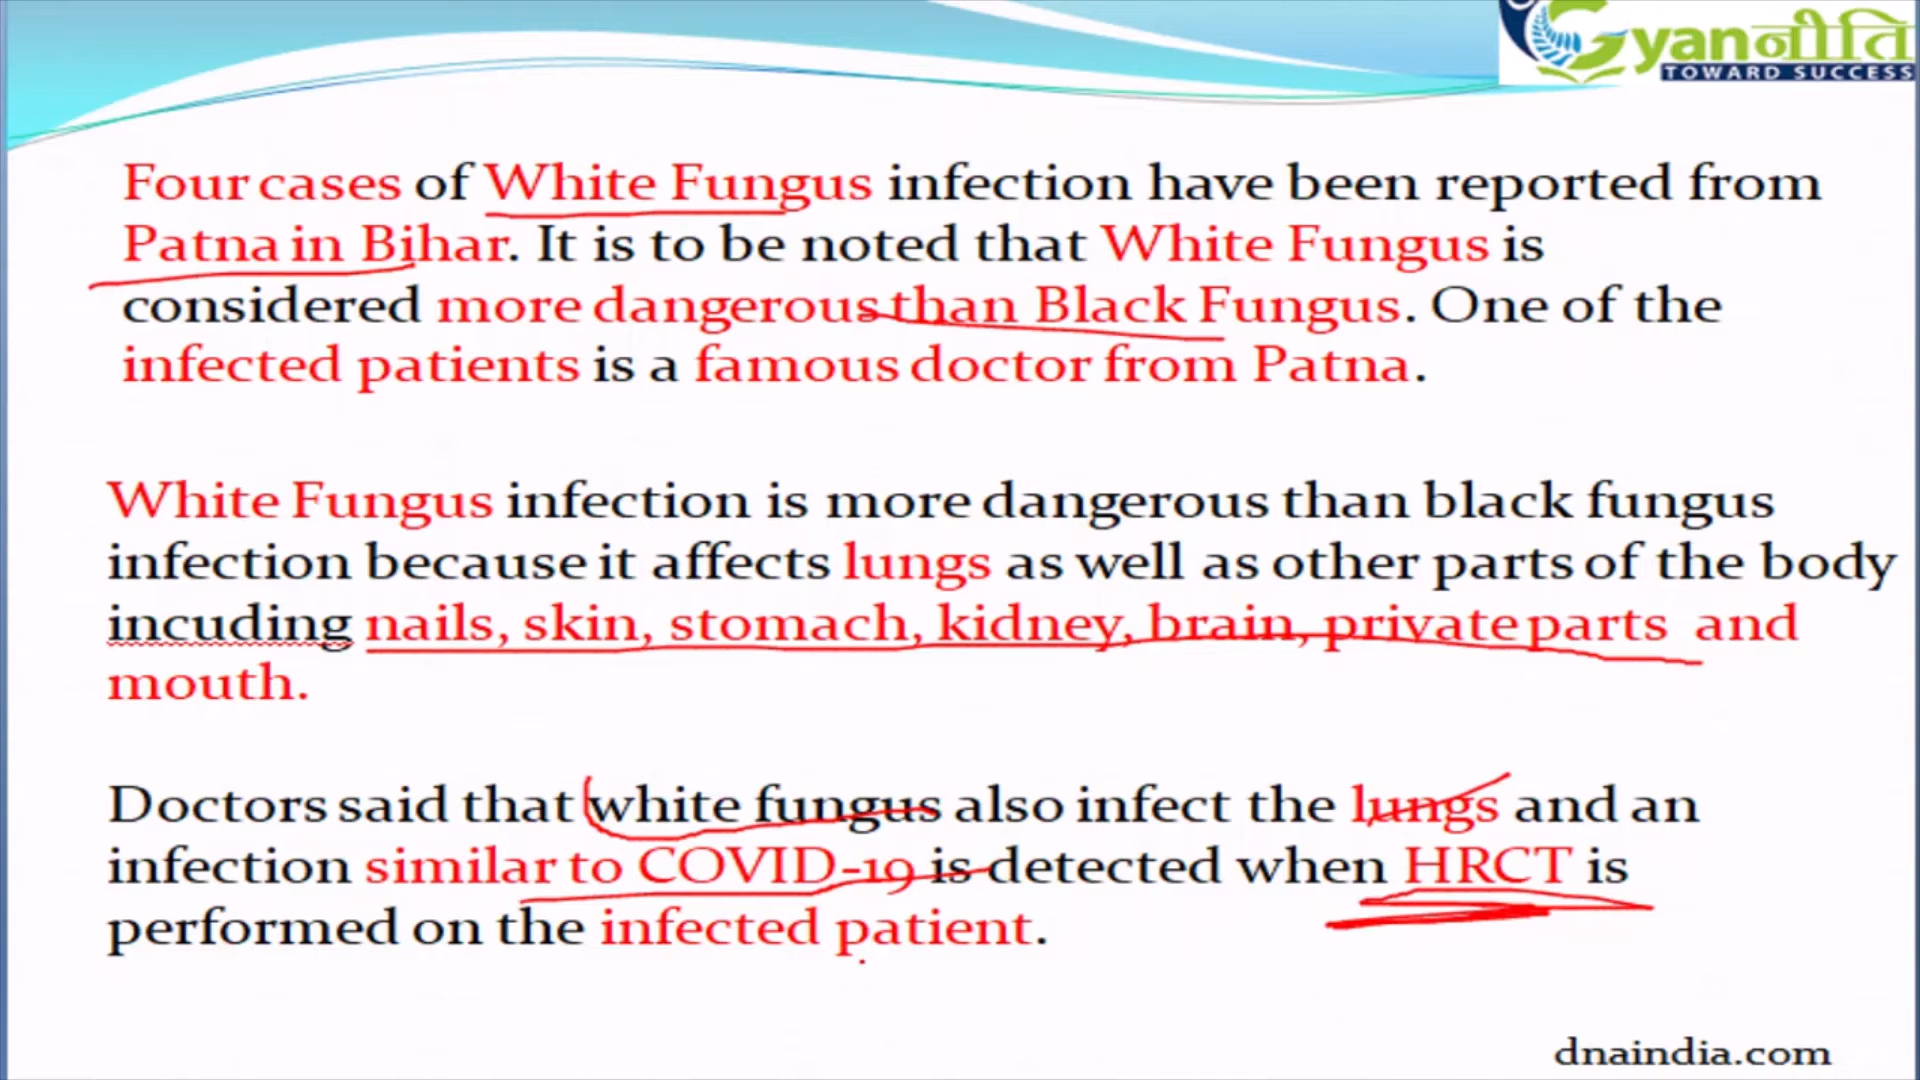 Gyanनीति
TOWARD SUCCESS
Four cases of White Fungus infection have been reported from
Patna in Bihar. It is to be noted that White Fungus is
considered more dangerous than Black Fungus. One of the
infected patients is a famous doctor from Patna.
White Fungus infection is more dangerous than black fungus
infection because it affects lungs as well as other parts of the body
incuding nails, skin, stomach, kidney, brain, private parts and
mouth.
Doctors said that white fungus also infect the lungs and an
infection similar to COVID-19 is detected when HRCT is
performed on the infected patient.
dnaindia.com